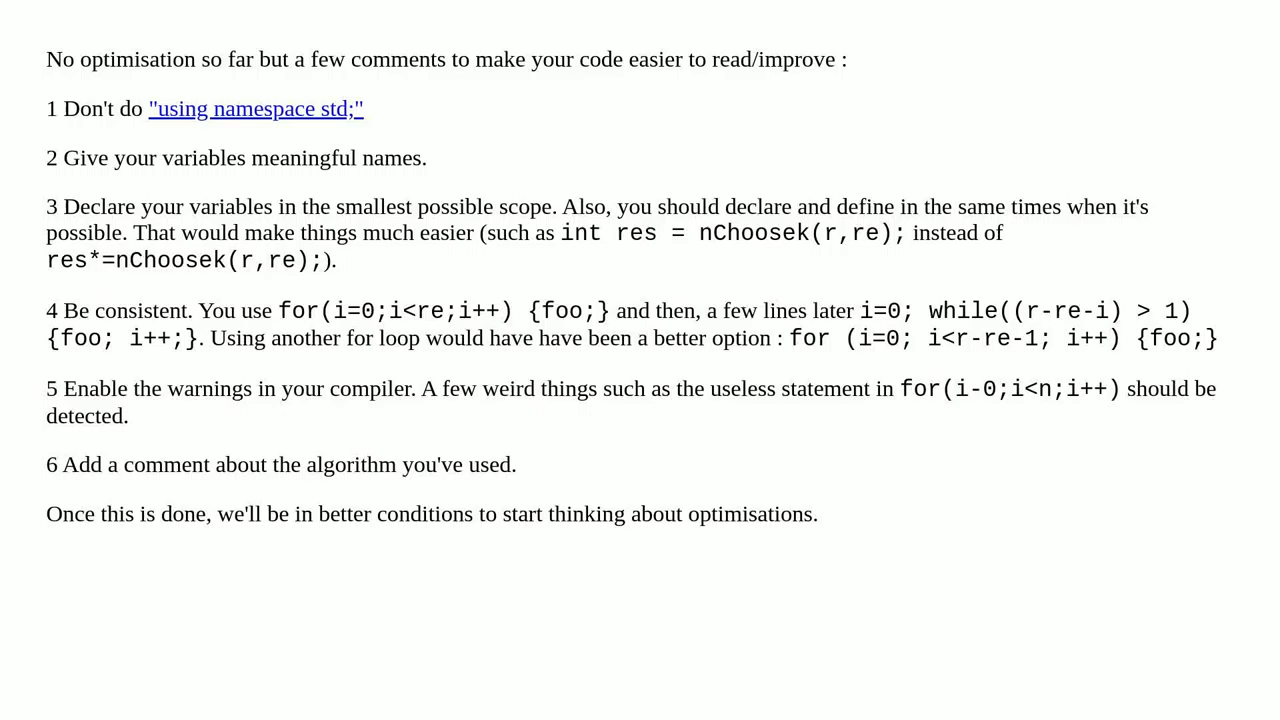 No optimisation so far but a few comments to make your code easier to read/improve :
1 Don't do "using namespace std;"
2 Give your variables meaningful names.
3 Declare your variables in the smallest possible scope. Also, you should declare and define in the same times when it's
possible. That would make things much easier (such as int res = nChoosek(r,re); instead of
res*=nChoosek(r,re);).
4 Be consistent. You use for(i=0;i<re;i++) {foo;} and then, a few lines later i=0; while((r-re-i) > 1)
{foo; i++;}. Using another for loop would have have been a better option : for (i=0; i<r-re-1; i++) {foo;}
5 Enable the warnings in your compiler. A few weird things such as the useless statement in for(i-0;i<n;i++) should be
detected.
6 Add a comment about the algorithm you've used.
Once this is done, we'll be in better conditions to start thinking about optimisations.